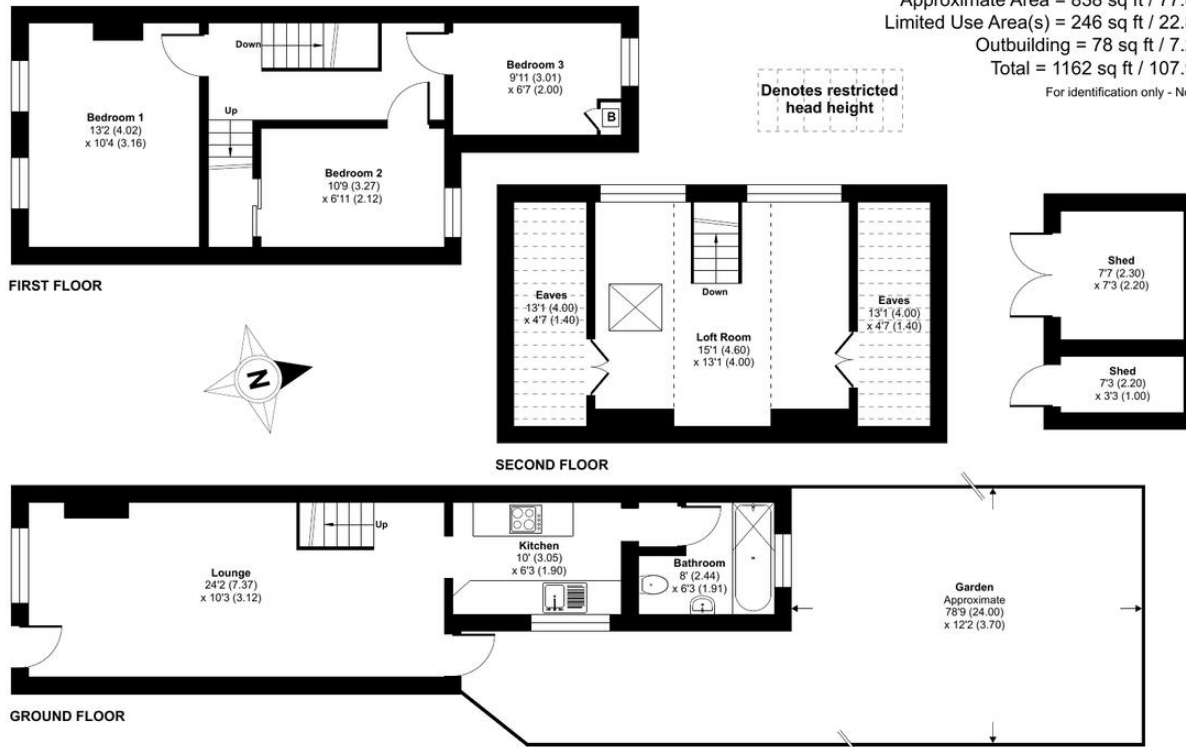 Approximate Area = 838 sq ft / 77.
Limited Use Area(s) = 246 sq ft / 22.
Outbuilding = 78 sq ft / 7.
Total = 1162 sq ft / 107.
For identification only -
Denotes restricted
head height
Bedroom 1
13'2 (4.02)
x 10'4 (3.16)
Down
Up
Bedroom 2
10'9 (3.27)
x 6'11 (2.12)
Bedroom 3
9'11 (3.01)
x 6'7 (2.00)
B
FIRST FLOOR
Eaves
13'1 (4.00)
x 4'7 (1.40)
Down
Loft Room
15'1 (4.60)
x 13'1 (4.00)
Eaves
13'1 (4.00)
x 4'7 (1.40)
SECOND FLOOR
Shed
7'7 (2.30)
x 7'3 (2.20)
Shed
7'3 (2.20)
x 3'3 (1.00)
N
Lounge
24'2 (7.37)
x 10'3 (3.12)
Up
Kitchen
10' (3.05)
x 6'3 (1.90)
Bathroom
8' (2.44)
x 6'3 (1.91)
Garden
Approximate
78'9 (24.00)
x 12'2 (3.70)
GROUND FLOOR